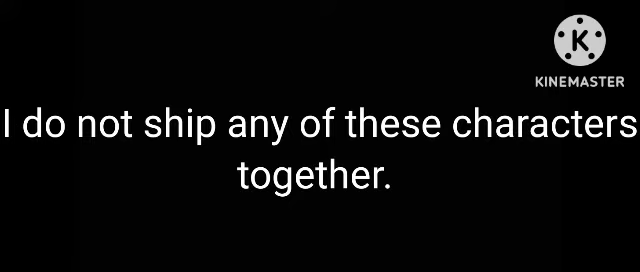 K
KINEMASTER
I do not ship any of these characters
together.